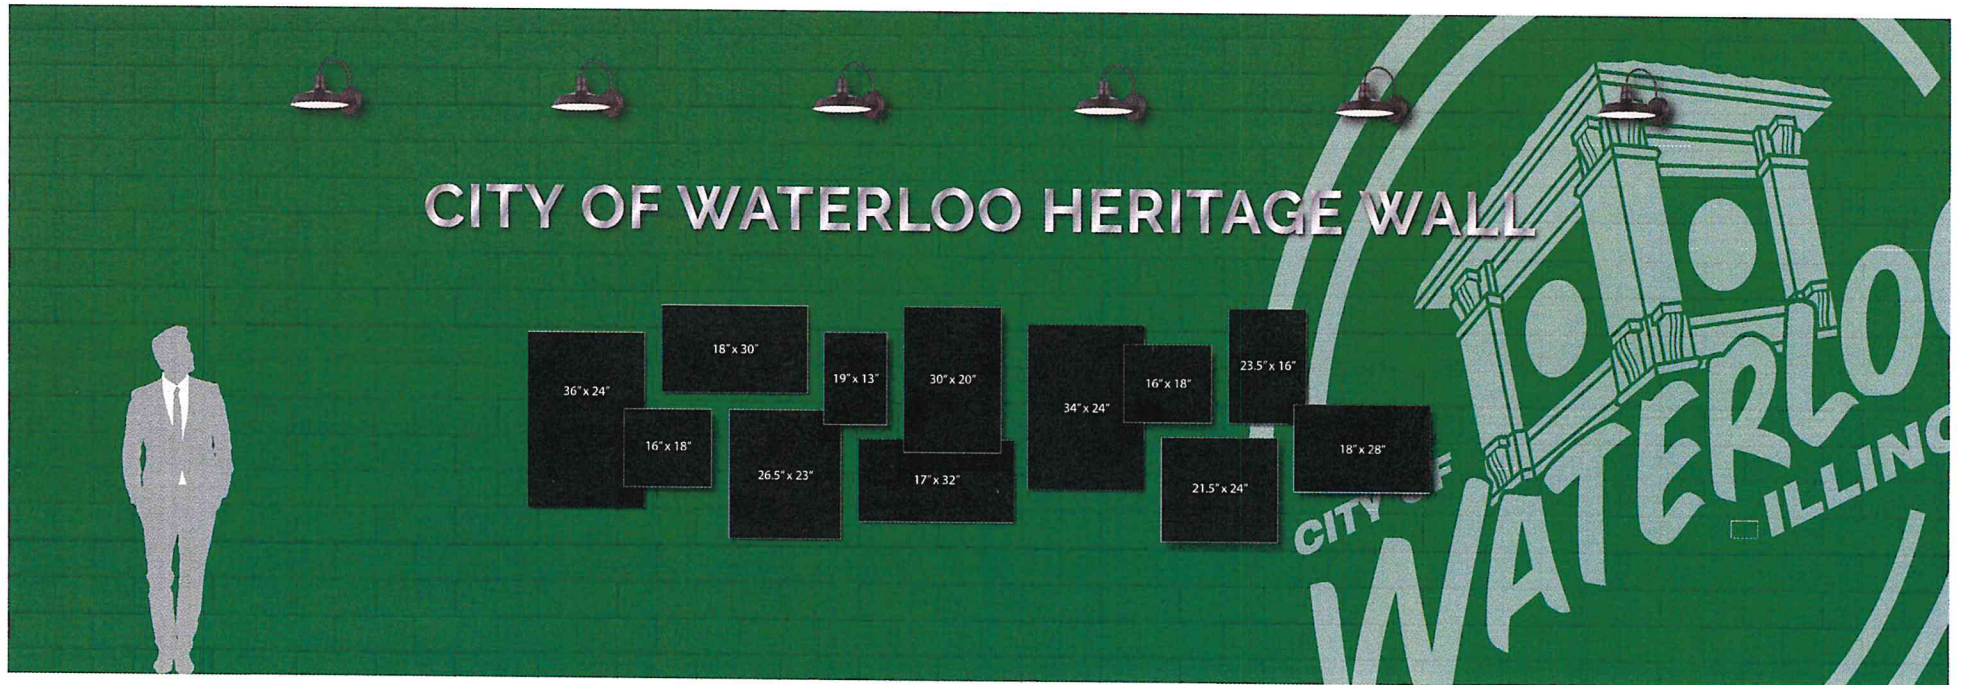 CITY OF WATERLOO HERITAGE WALL
36" x 24"
18" x 30"
16" x 18"
26.5" x 23"
19" x 13"
30" x 20"
17" x 32"
34" x 24"
16" x 18"
23.5" x 16"
21.5" x 24"
18" x 28"
CITY OF
WATERLOO
ILLINO